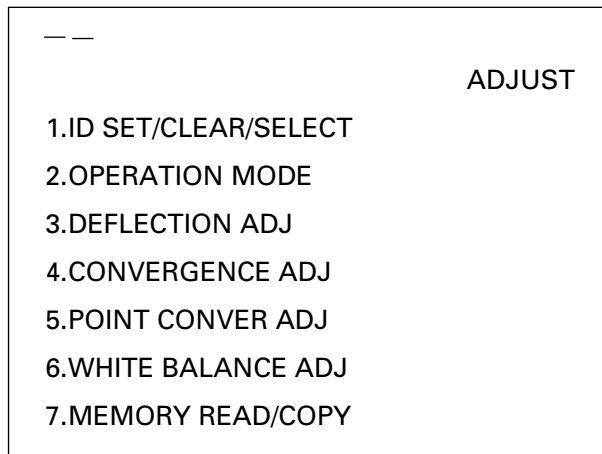 — —
ADJUST
1.ID SET/CLEAR/SELECT
2.OPERATION MODE
3.DEFLECTION ADJ
4.CONVERGENCE ADJ
5.POINT CONVER ADJ
6.WHITE BALANCE ADJ
7.MEMORY READ/COPY